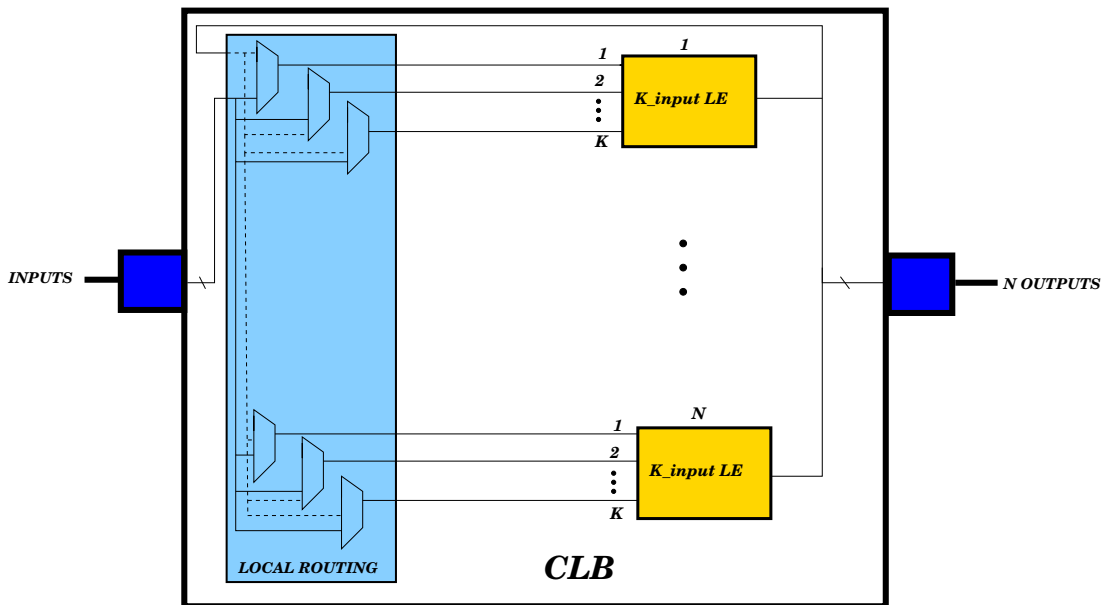 1
1
2
K_input LE
K
INPUTS
N OUTPUTS
N
1
2
K_input LE
K
LOCAL ROUTING
CLB